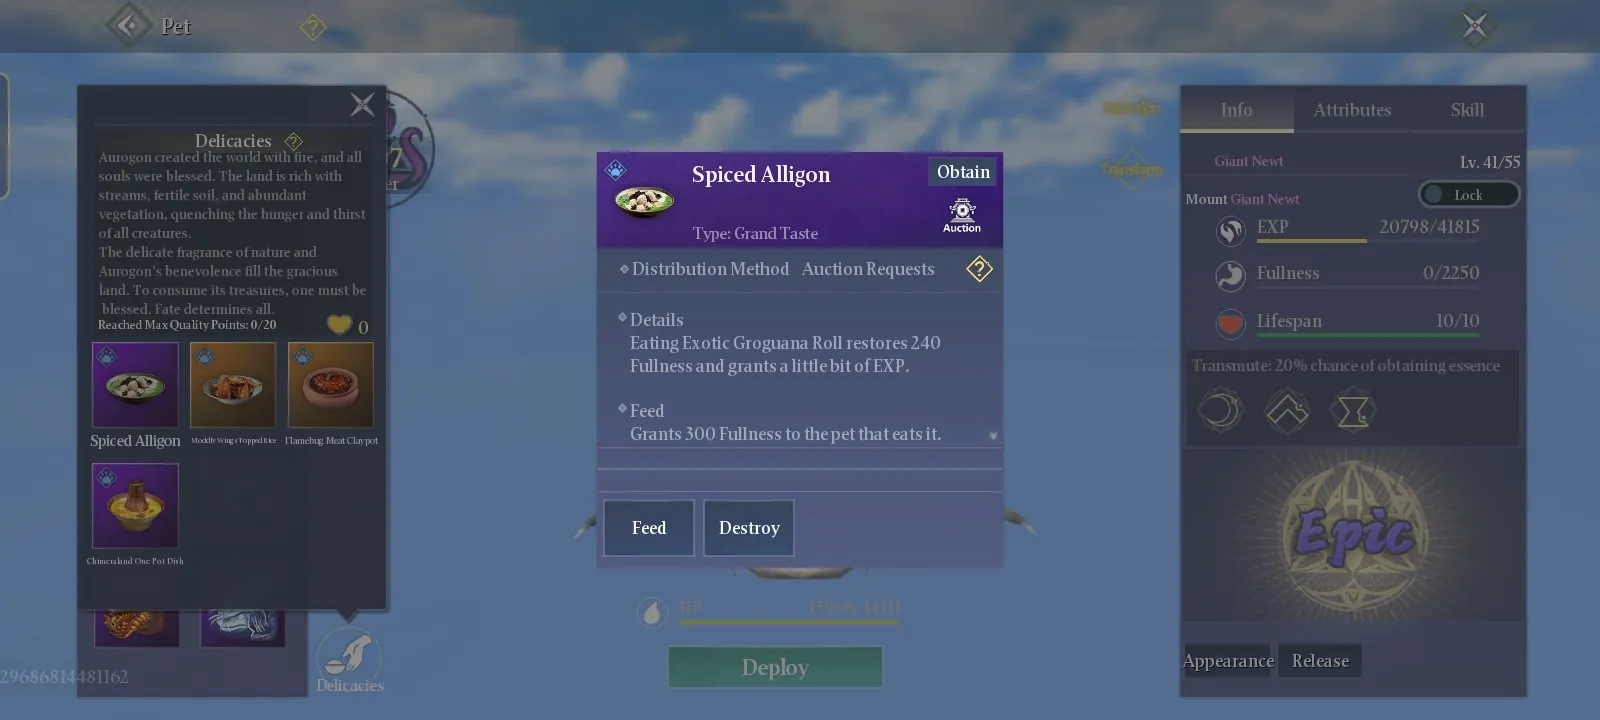 Pet
Delicacies
Aurogon created the world with fire, and all
souls were blessed. The land is rich with
streams, fertile soil, and abundant
vegetation, quenching the hunger and thirst
of all creatures.
The delicate fragrance of nature and
Aurogon's benevolence fill the gracious
land. To consume its treasures, one must be
blessed. Fate determines all.
Reached Max Quality Points: 0/20
0
Spiced Alligon
Flamebug Meat Claypot
Chimeraland One Pot Dish
29686814481162
Delicacies
Spiced Alligon
Obtain
Auction
Type: Grand Taste
Distribution Method Auction Requests
Details
Eating Exotic Groguana Roll restores 240
Fullness and grants a little bit of EXP.
Feed
Grants 300 Fullness to the pet that eats it.
Feed
Destroy
HP
Deploy
Transform
Info
Attributes
Skill
Giant Newt
Lv. 41/55
Mount Giant Newt
Lock
EXP
20798/41815
Fullness
0/2250
Lifespan
10/10
Transmute: 20% chance of obtaining essence
Epic
Appearance
Release